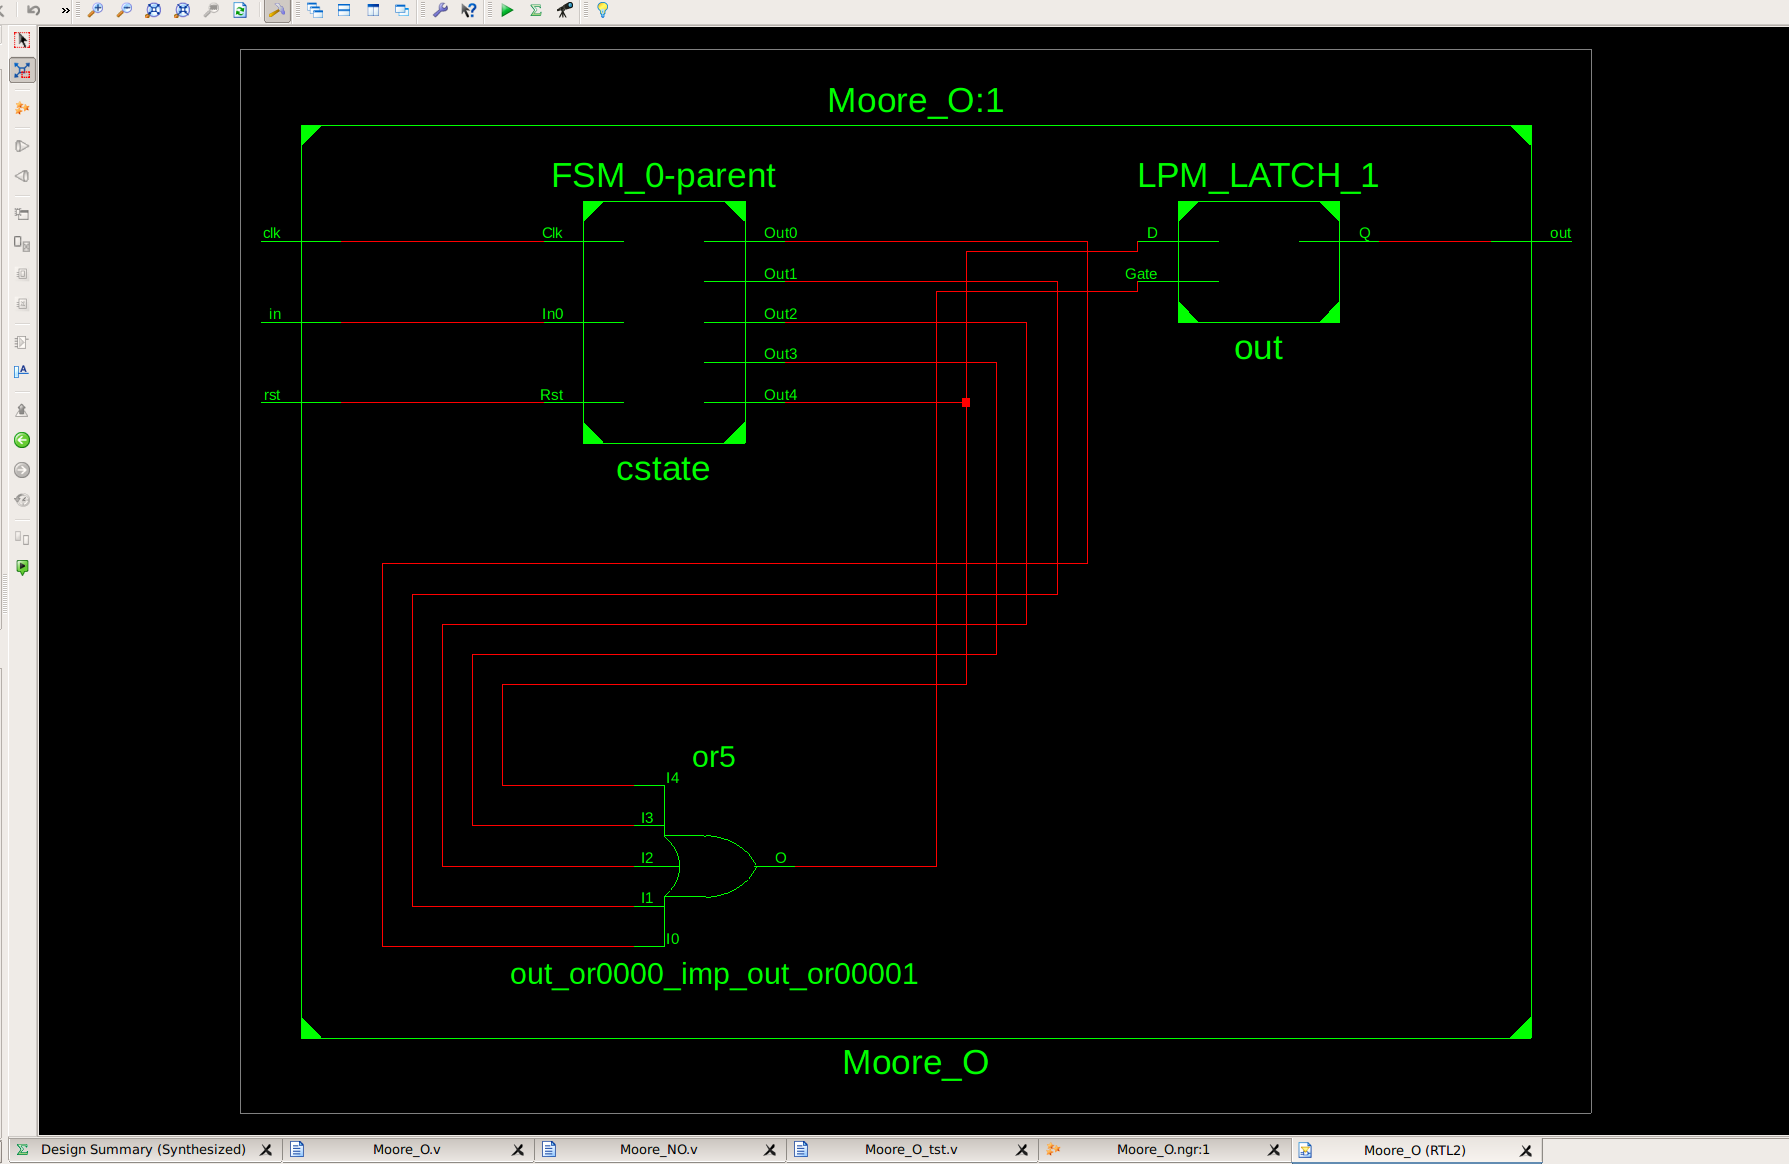 »
Moore_O:1
FSM_0-parent
LPM_LATCH_1
clk
Clk
Out0
D
Q
out
Out1
Gate
in
In0
Out2
out
Out3
rst
Rst
Out4
cstate
or5
I4
I3
I2
O
I1
I0
out_or0000_imp_out_or00001
Moore_O
Design Summary (Synthesized)
Moore_O.v
Moore_NO.v
Moore_O_tst.v
Moore_O.ngr:1
Moore_O (RTL2)